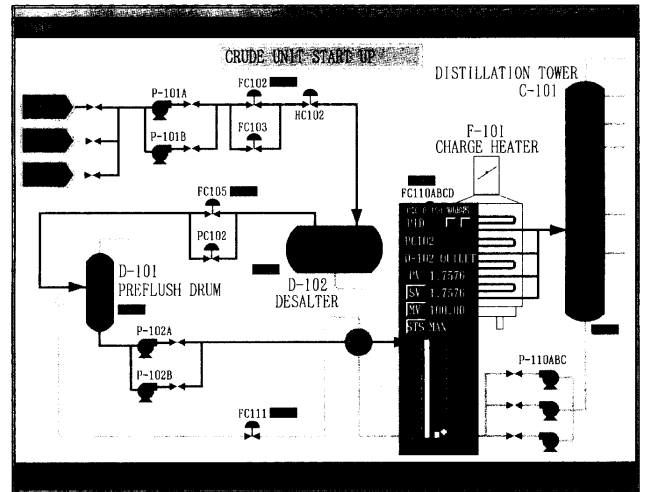 CRUDE UNIT START UP
FC102
DISTILLATION TOWER
C-101
P-101A
HC102
F-101
CHARGE HEATER
P-101B
FC103
FC105
FC110ABCD
PID
PC102
PC102
D-102 OUTLET
D-101
PREFLUSH DRUM
D-102
DESALTER
PV 1.7576
SV 1.7576
MV 100.00
STS MAX
P-102A
P-102B
P-110ABC
FC111